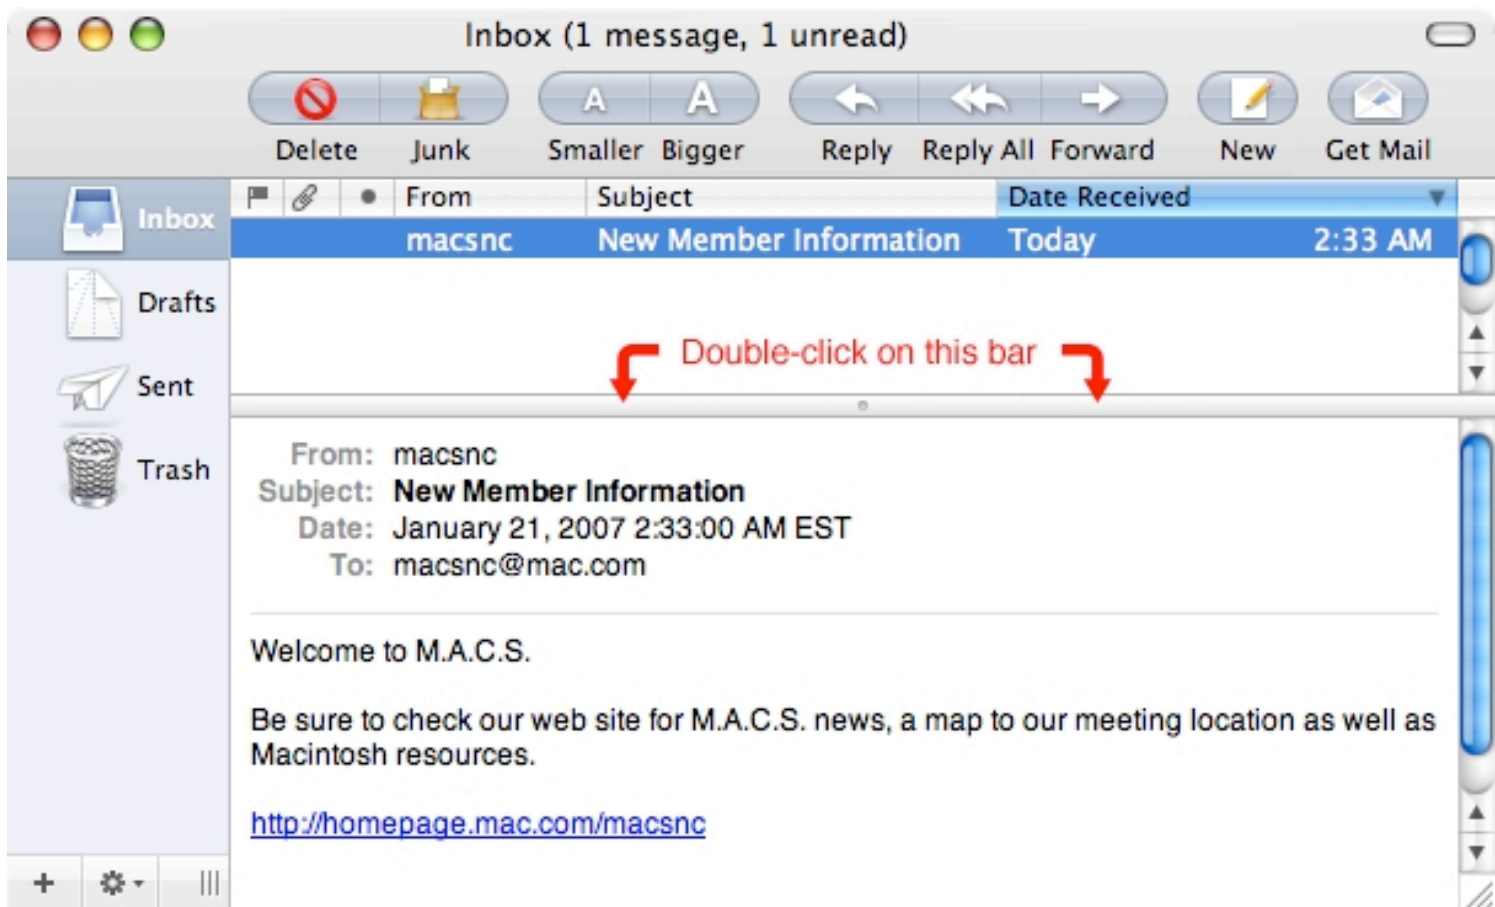 Inbox (1 message, 1 unread)
A A
Delete Junk Smaller Bigger Reply Reply All Forward New Get Mail
Inbox
Drafts
Sent
Trash
From Subject Date Received
macsnc New Member Information Today 2:33 AM
Double-click on this bar
From: macsnc
Subject: New Member Information
Date: January 21, 2007 2:33:00 AM EST
To: macsnc@mac.com
Welcome to M.A.C.S.
Be sure to check our web site for M.A.C.S. news, a map to our meeting location as well as
Macintosh resources.
http://homepage.mac.com/macsnc